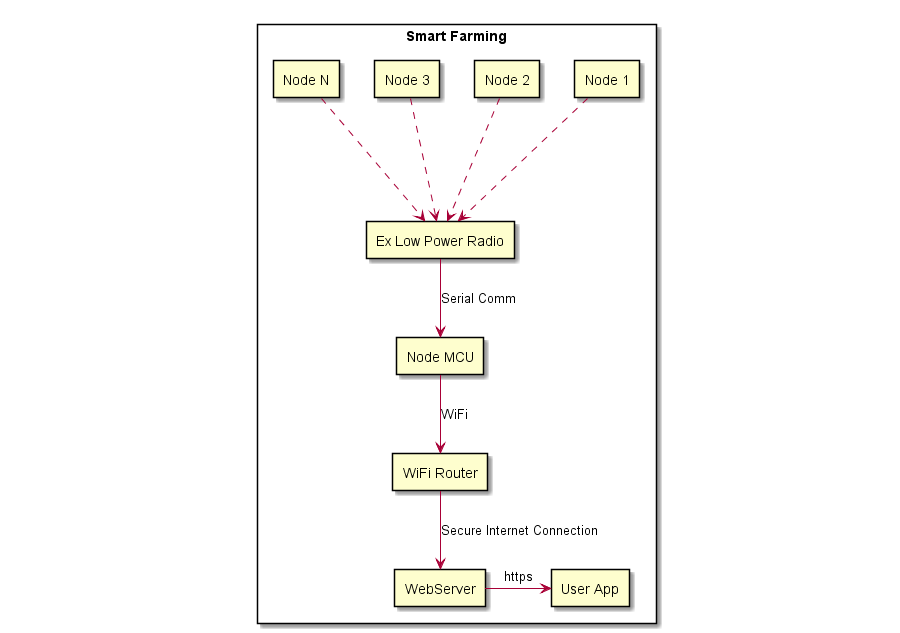 Smart Farming
Node N
Node 3
Node 2
Node 1
Ex Low Power Radio
Serial Comm
Node MCU
WiFi
WiFi Router
Secure Internet Connection
WebServer
https
User App